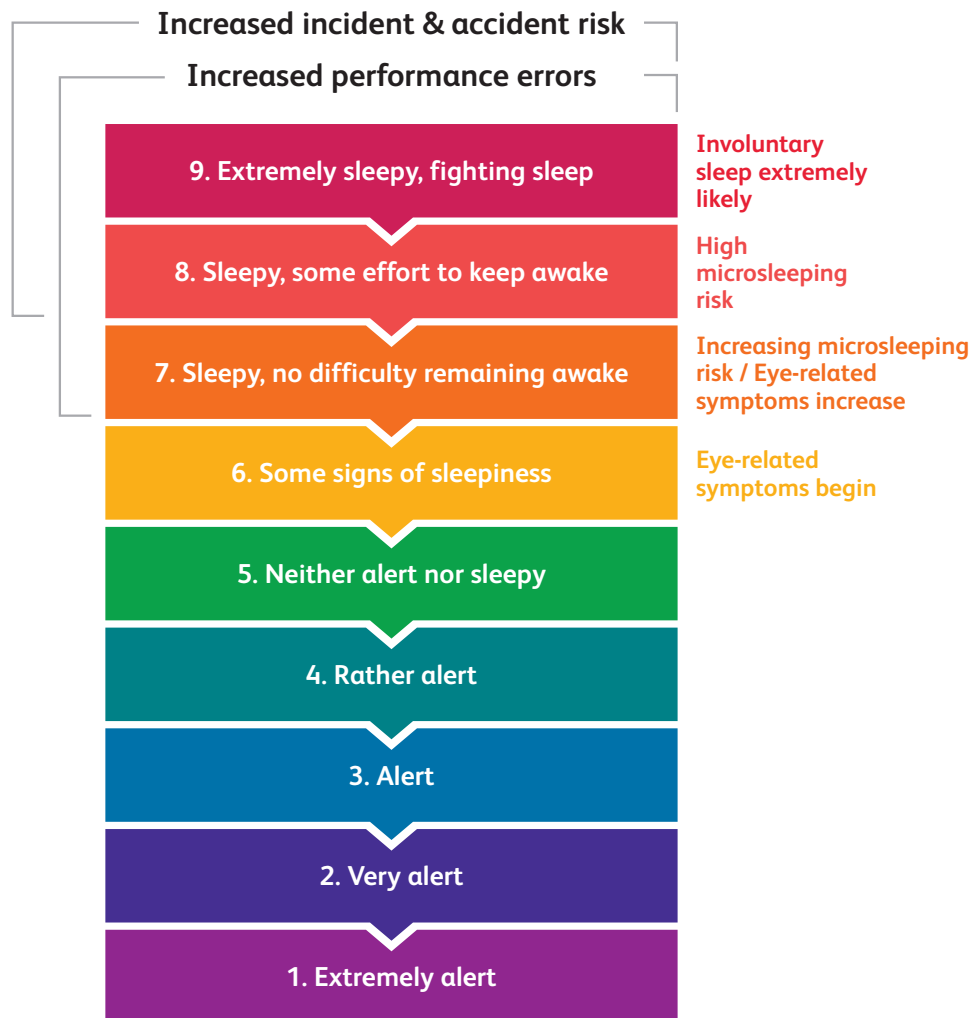 Increased incident & accident risk
Increased performance errors
9. Extremely sleepy, fighting sleep
Involuntary
sleep extremely
likely
8. Sleepy, some effort to keep awake
High
microsleeping
risk
7. Sleepy, no difficulty remaining awake
Increasing microsleeping
risk / Eye-related
symptoms increase
6. Some signs of sleepiness
Eye-related
symptoms begin
5. Neither alert nor sleepy
4. Rather alert
3. Alert
2. Very alert
1. Extremely alert